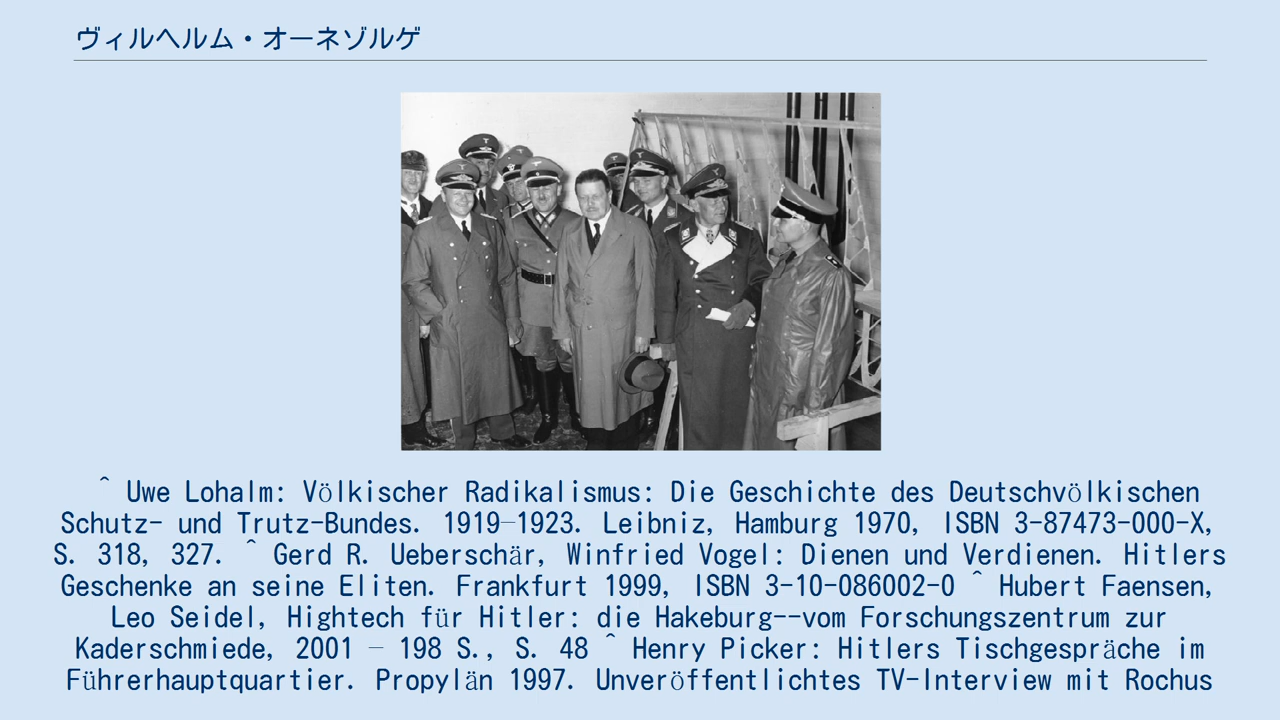 ヴィルヘルム・オーネゾルゲ
^ Uwe Lohalm: Völkischer Radikalismus: Die Geschichte des Deutschvölkischen
Schutz- und Trutz-Bundes. 1919–1923. Leibniz, Hamburg 1970, ISBN 3-87473-000-X,
S. 318, 327. ^ Gerd R. Ueberschär, Winfried Vogel: Dienen und Verdienen. Hitlers
Geschenke an seine Eliten. Frankfurt 1999, ISBN 3-10-086002-0 ^ Hubert Faensen,
Leo Seidel, Hightech für Hitler: die Hakeburg--vom Forschungszentrum zur
Kaderschmiede, 2001 – 198 S., S. 48 ^ Henry Picker: Hitlers Tischgespräche im
Führerhauptquartier. Propylän 1997. Unveröffentlichtes TV-Interview mit Rochus